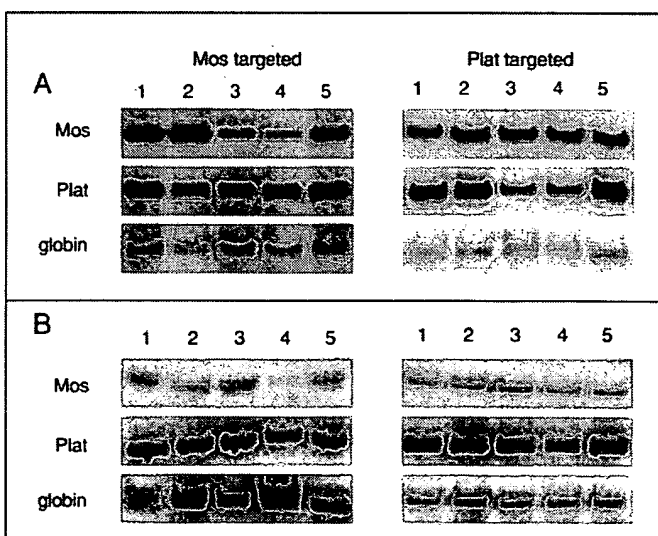 Mos targeted Plat targeted
A 1 2 3 4 5 1 2 3 4 5
Mos
Plat
globin
B 1 2 3 4 5 1 2 3 4 5
Mos
Plat
globin